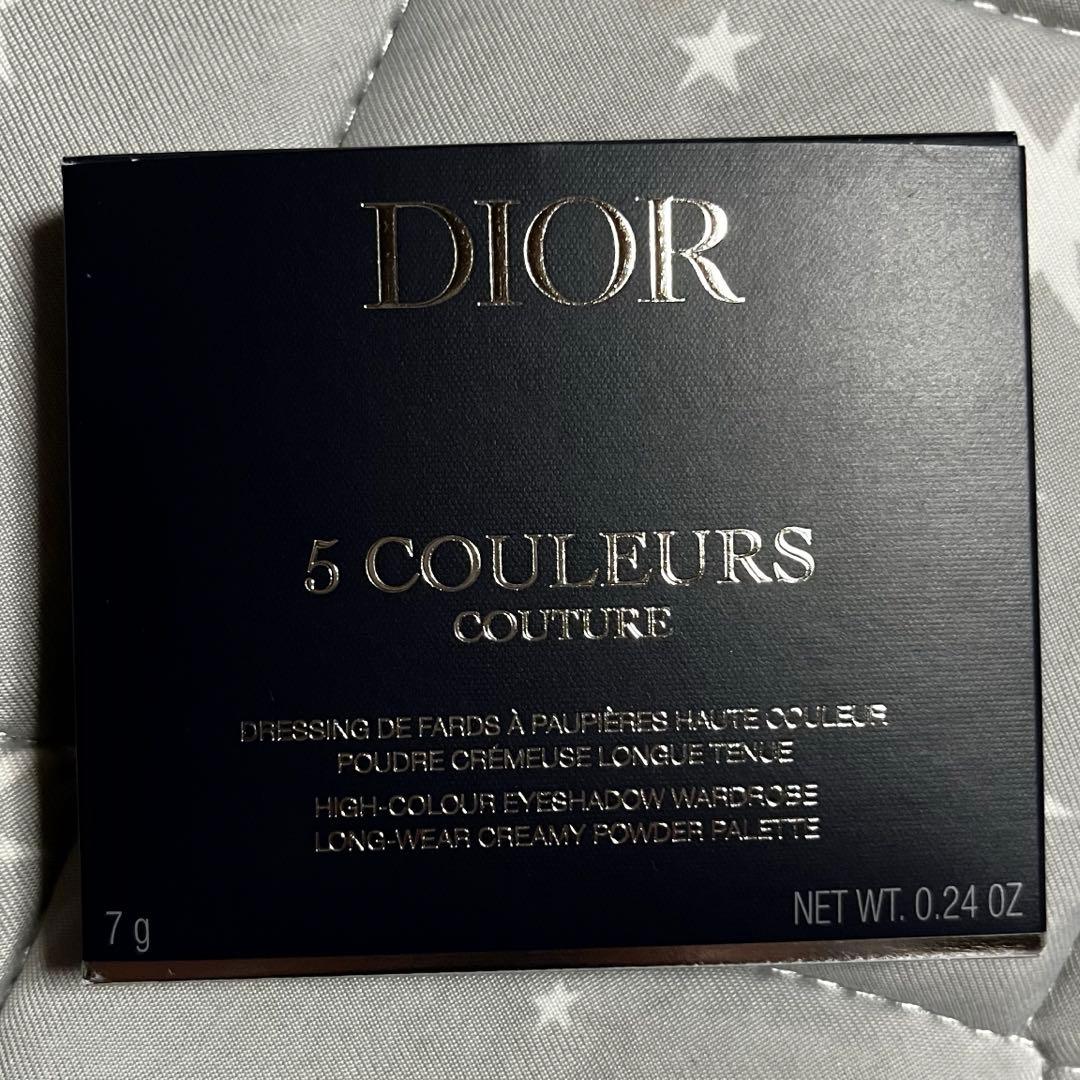 DIOR
5 COULEURS
COUTURE
DRESSING DE FARDS À PAUPIÈRES HAUTE COULEUR
POUDRE CRÉMEUSE LONGUE TENUE
HIGH-COLOUR EYESHADOW WARDROBE
LONG-WEAR CREAMY POWDER PALETTE
7 g
NET WT. 0.24 OZ